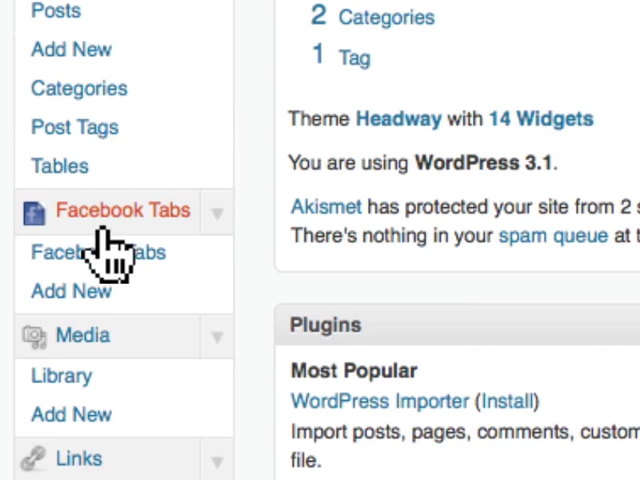 Posts
Add New
Categories
Post Tags
Tables
Facebook Tabs
Add New
Media
Library
Add New
Links
2 Categories
1 Tag
Theme Headway with 14 Widgets
You are using WordPress 3.1.
Akismet has protected your site from 2
There's nothing in your spam queue at
Plugins
Most Popular
WordPress Importer (Install)
Import posts, pages, comments, custom
file.